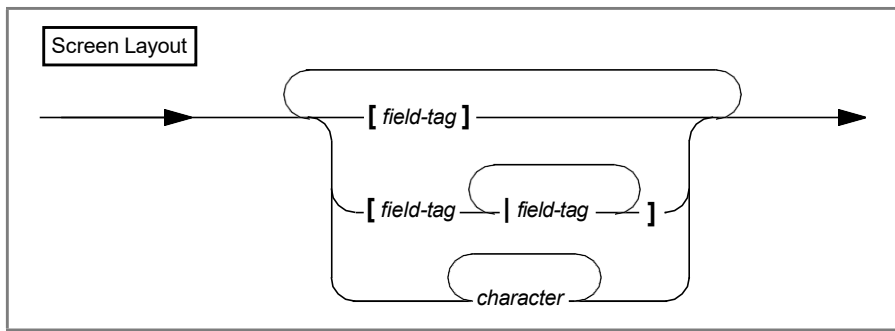 Screen Layout
[ field-tag ]
[ field-tag | field-tag ]
character